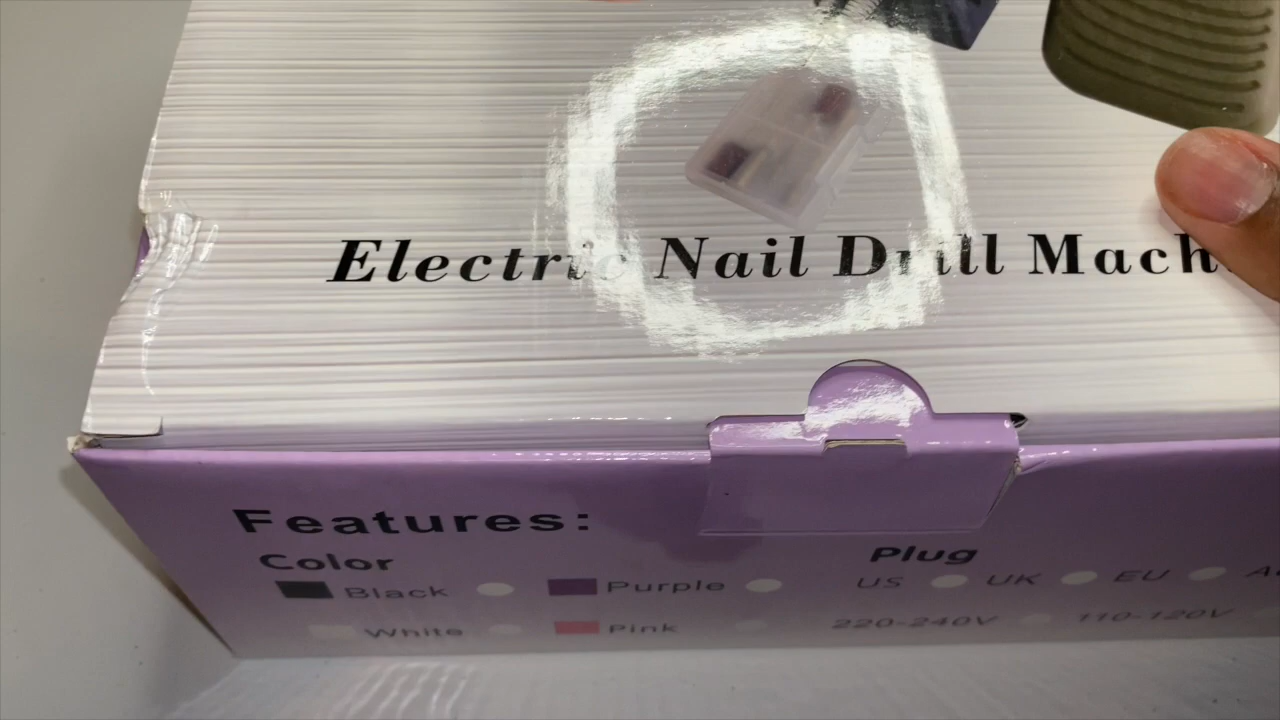 Electric Nail Drill Mach
Features:
Color
Black Purple
White Pink
Plug
US UK EU
220-240V 110-120V